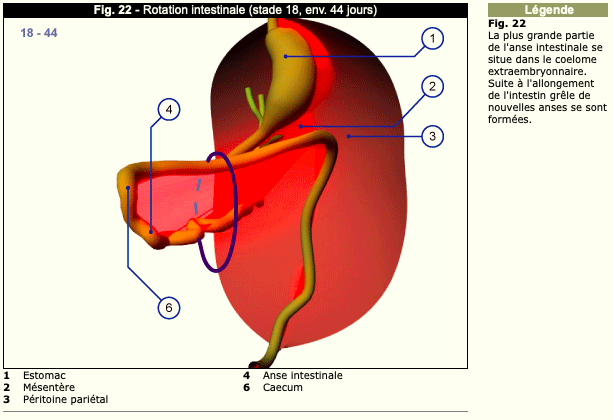 Fig. 22 - Rotation intestinale (stade 18, env. 44 jours)
18 - 44
1
2
3
4
6
1 Estomac
2 Mésentère
3 Péritoine pariétal
4 Anse intestinale
6 Caecum
Légende
Fig. 22
La plus grande partie
de l'anse intestinale se
situe dans le coelome
extraembryonnaire.
Suite à l'allongement
de l'intestin grêle de
nouvelles anses se sont
formées.